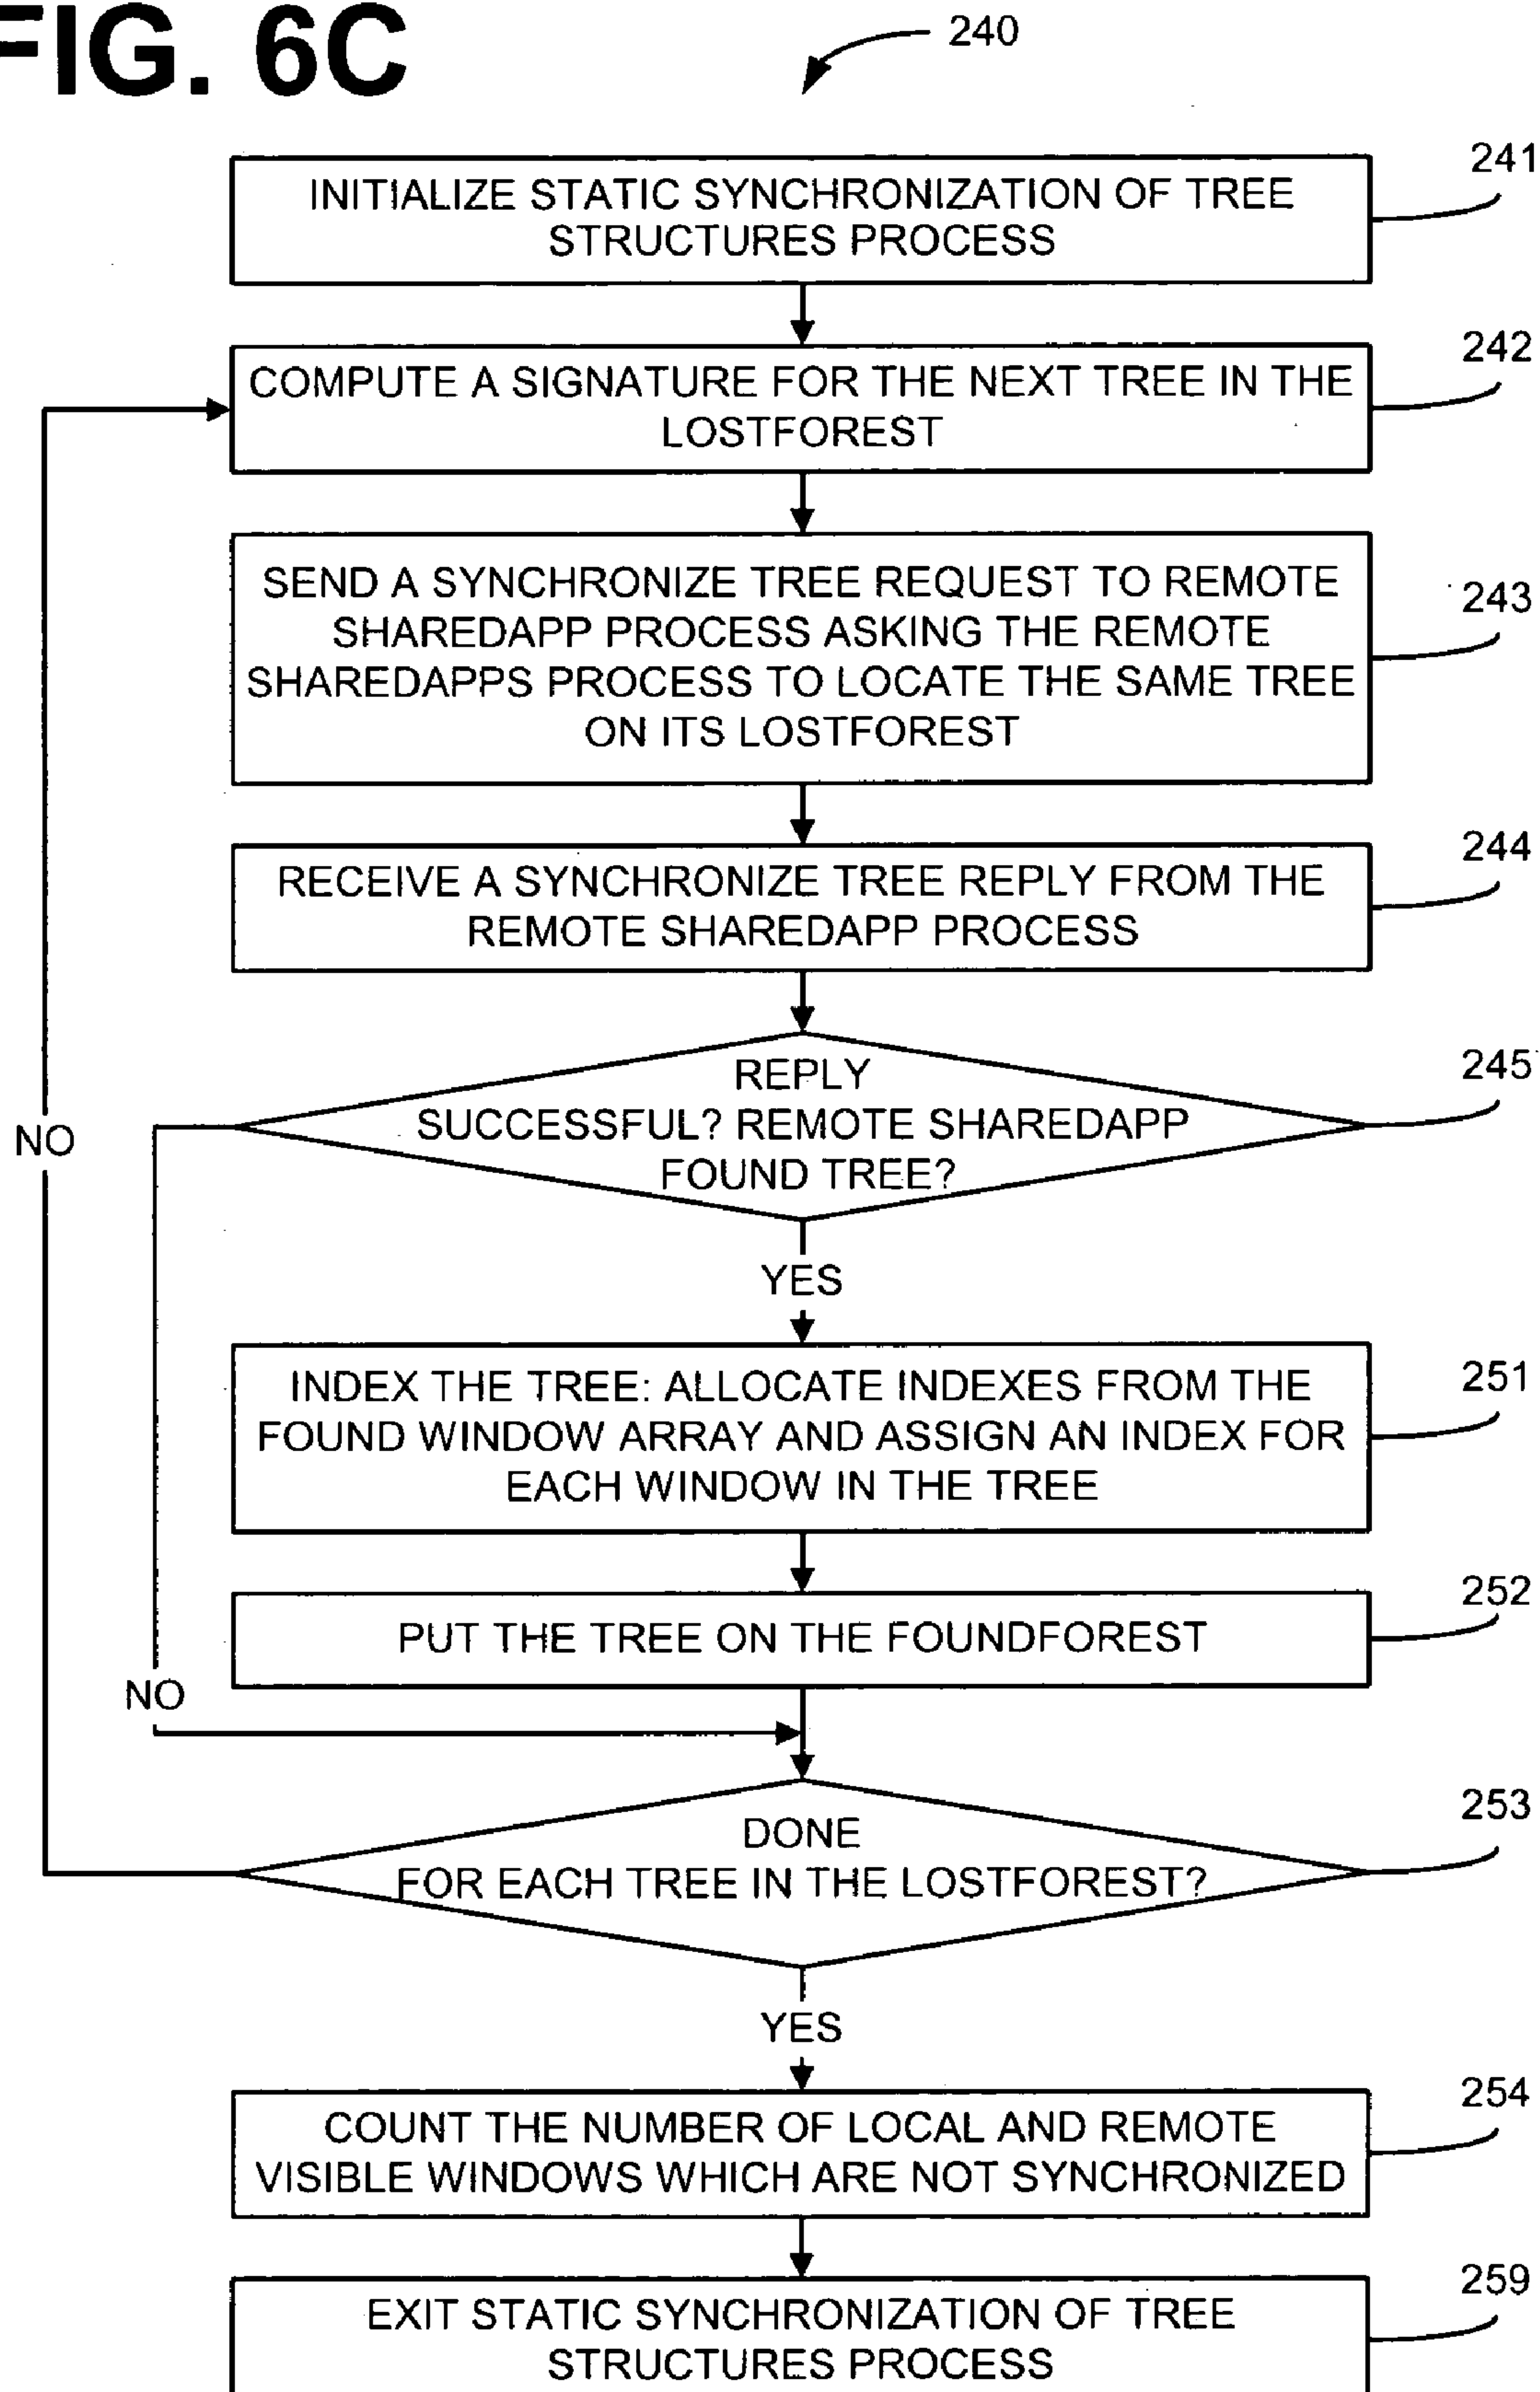 FIG. 6C
240
241
INITIALIZE STATIC SYNCHRONIZATION OF TREE
STRUCTURES PROCESS
242
COMPUTE A SIGNATURE FOR THE NEXT TREE IN THE
LOSTFOREST
243
SEND A SYNCHRONIZE TREE REQUEST TO REMOTE
SHAREDAPP PROCESS ASKING THE REMOTE
SHAREDAPPS PROCESS TO LOCATE THE SAME TREE
ON ITS LOSTFOREST
244
RECEIVE A SYNCHRONIZE TREE REPLY FROM THE
REMOTE SHAREDAPP PROCESS
245
REPLY
SUCCESSFUL? REMOTE SHAREDAPP
FOUND TREE?
NO
YES
251
INDEX THE TREE: ALLOCATE INDEXES FROM THE
FOUND WINDOW ARRAY AND ASSIGN AN INDEX FOR
EACH WINDOW IN THE TREE
252
PUT THE TREE ON THE FOUNDFOREST
NO
253
DONE
FOR EACH TREE IN THE LOSTFOREST?
YES
254
COUNT THE NUMBER OF LOCAL AND REMOTE
VISIBLE WINDOWS WHICH ARE NOT SYNCHRONIZED
259
EXIT STATIC SYNCHRONIZATION OF TREE
STRUCTURES PROCESS